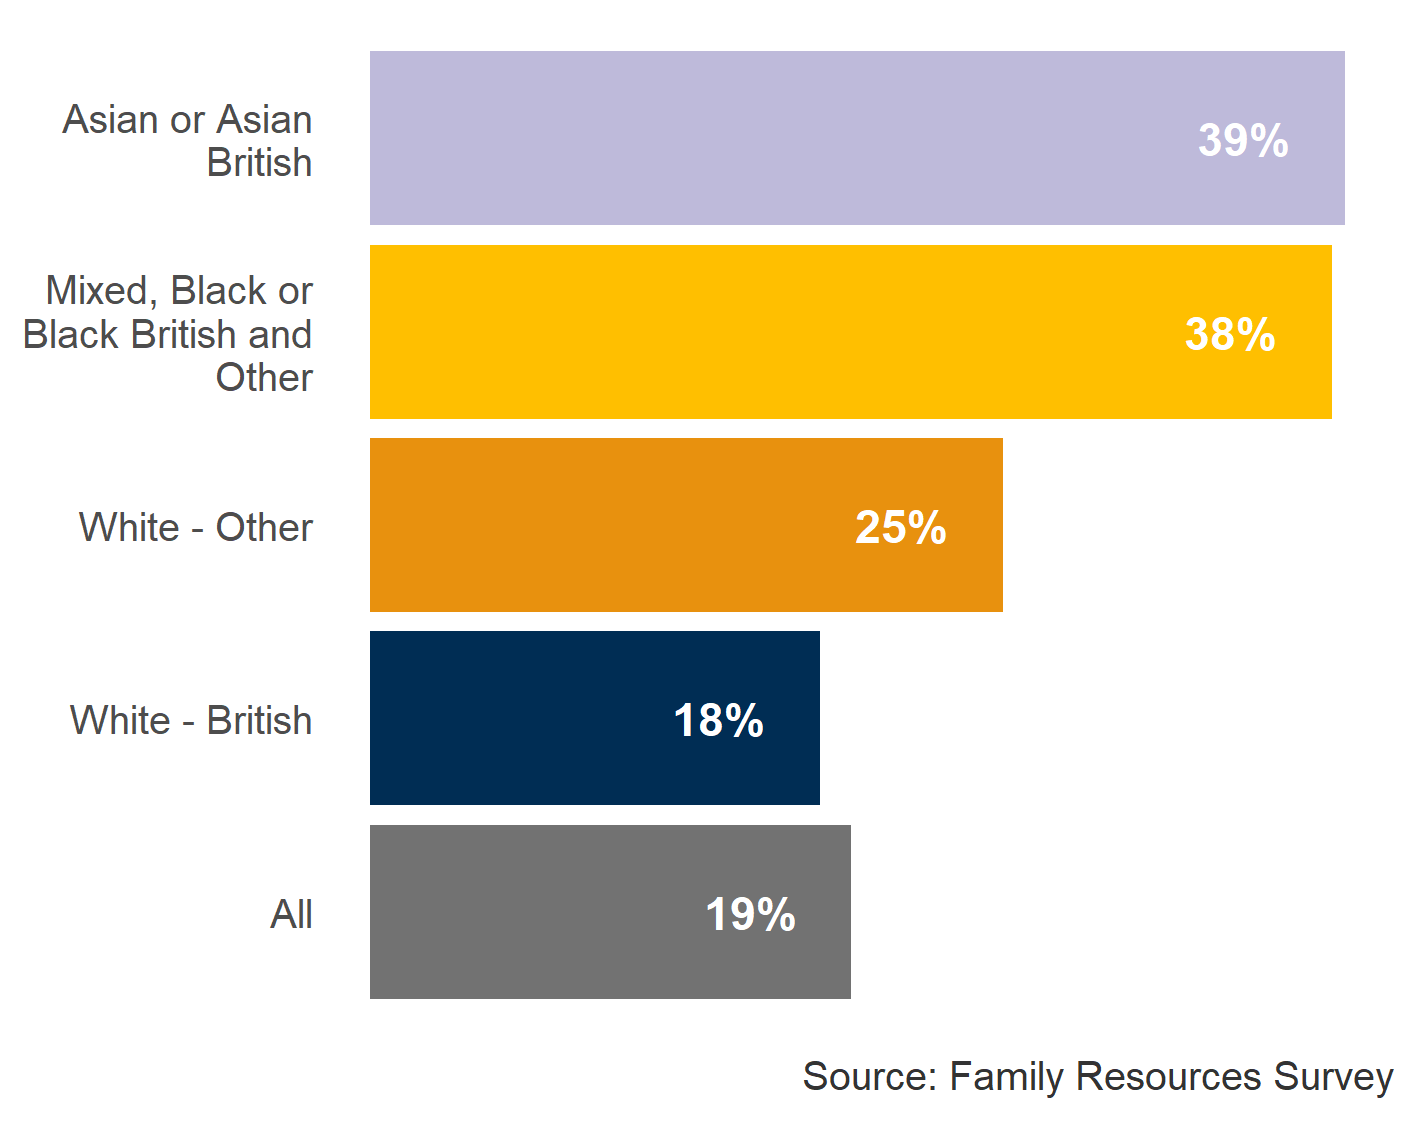 Asian or Asian
British
39%
Mixed, Black or
Black British and
Other
38%
White - Other
25%
White - British
18%
All
19%
Source: Family Resources Survey